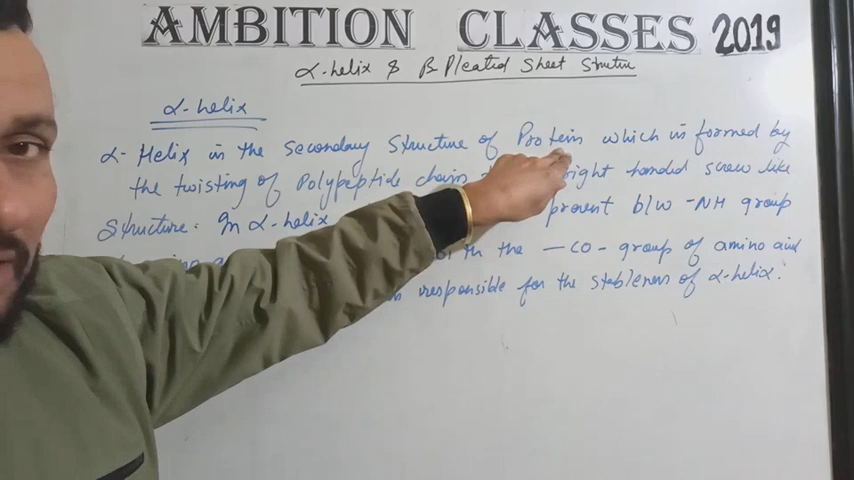 AMBITION CLASSES 2019
α-helix & β-Pleated Sheet Structure
α-helix
α-Helix is the secondary structure of Protein which is formed by
the twisting of Polypeptide chain right handed screw like
structure. In α-helix present b/w -NH group
the -CO- group of amino acid
responsible for the stableness of α-helix.